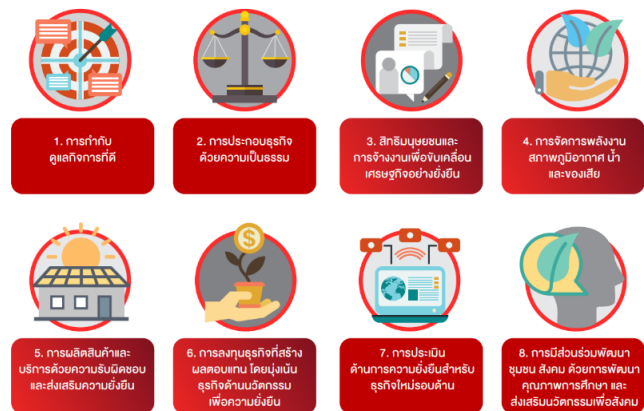 1. การกำกับ
ดูแลกิจการที่ดี
2. การประกอบธุรกิจ
ด้วยความเป็นธรรม
3. สิทธิมนุษยชนและ
การจ้างงานเพื่อขับเคลื่อน
เศรษฐกิจอย่างยั่งยืน
4. การจัดการพลังงาน
สภาพภูมิอากาศ น้ำ
และของเสีย
5. การผลิตสินค้าและ
บริการด้วยความรับผิดชอบ
และส่งเสริมความยั่งยืน
6. การลงทุนธุรกิจที่สร้าง
ผลตอบแทน โดยมุ่งเน้น
ธุรกิจด้านนวัตกรรม
เพื่อความยั่งยืน
7. การประเมิน
ด้านการความยั่งยืนสำหรับ
ธุรกิจใหม่รอบด้าน
8. การมีส่วนร่วมพัฒนา
ชุมชน สังคม ด้วยการพัฒนา
คุณภาพการศึกษา และ
ส่งเสริมนวัตกรรมเพื่อสังคม